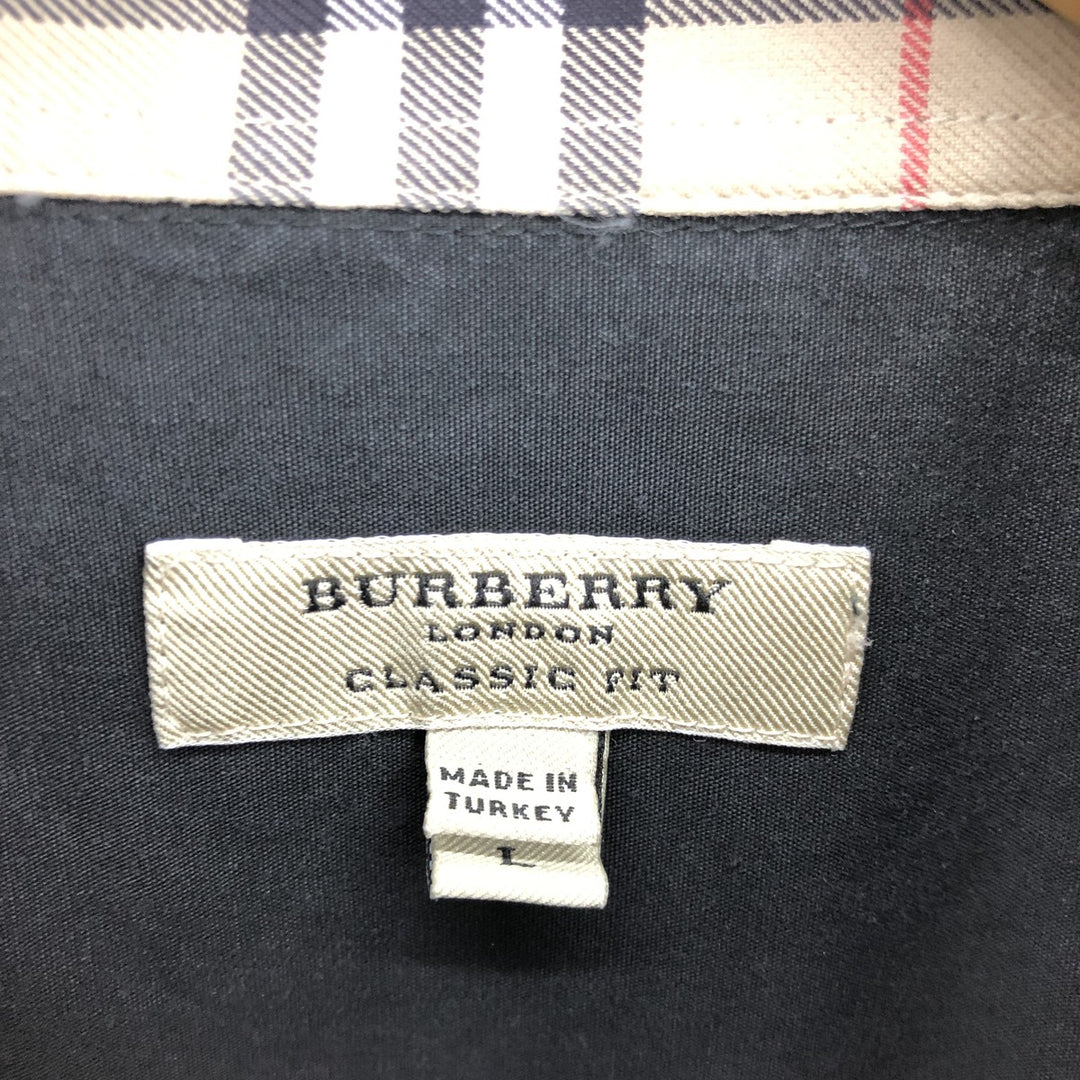 BURBERRY
LONDON
CLASSIC FIT
MADE IN
TURKEY
L